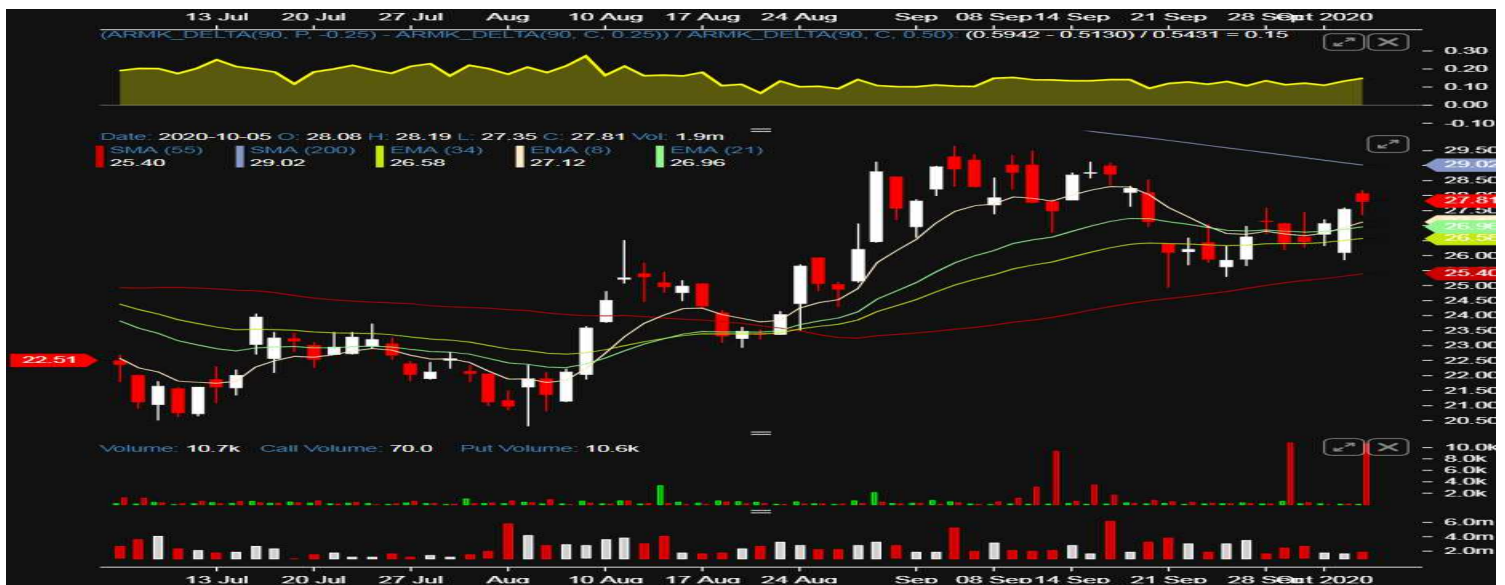 13 Jul 20 Jul 27 Jul Aug 10 Aug 17 Aug 24 Aug Sep 08 Sep 14 Sep 21 Sep 28 Sep Oct 2020
(ARMK_DELTA(90, P, -0.25) - ARMK_DELTA(90, C, 0.25)) / ARMK_DELTA(90, C, 0.50): (0.5942 - 0.5130) / 0.5431 = 0.15
0.30
0.20
0.10
0.00
-0.10
Date: 2020-10-05 O: 28.08 H: 28.19 L: 27.35 C: 27.81 Vol: 1.9m
SMA (55) SMA (200) EMA (34) EMA (8) EMA (21)
25.40 29.02 26.58 27.12 26.96
29.50
29.02
28.50
27.81
27.50
26.96
26.58
26.00
25.40
25.00
24.50
24.00
23.50
23.00
22.51
22.50
22.00
21.50
21.00
20.50
Volume: 10.7k Call Volume: 70.0 Put Volume: 10.6k
10.0k
8.0k
6.0k
4.0k
2.0k
6.0m
4.0m
2.0m
13 Jul 20 Jul 27 Jul Aug 10 Aug 17 Aug 24 Aug Sep 08 Sep 14 Sep 21 Sep 28 Sep Oct 2020